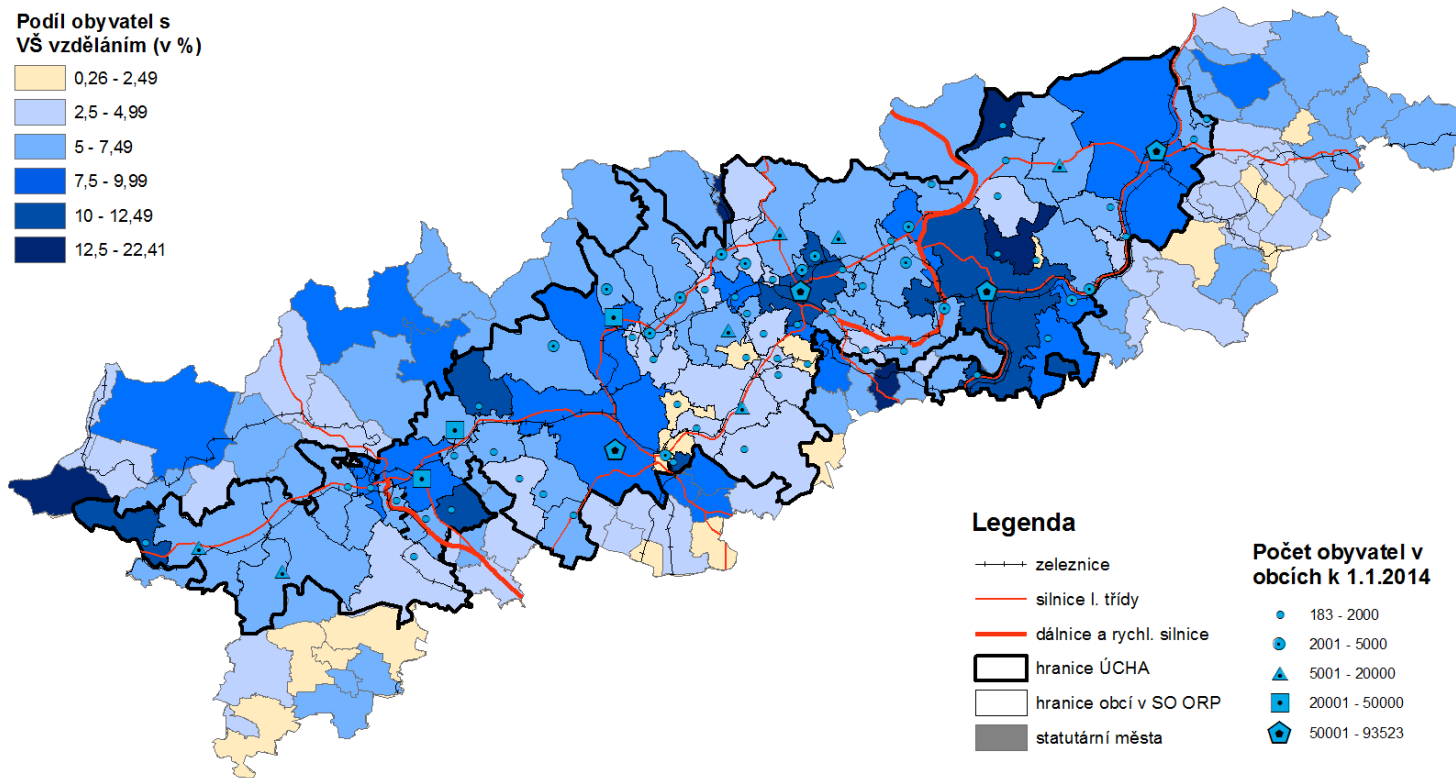 Podíl obyvatel s
VŠ vzděláním (v %)
0,26 - 2,49
2,5 - 4,99
5 - 7,49
7,5 - 9,99
10 - 12,49
12,5 - 22,41
Legenda
zeleznice
silnice I. třídy
dálnice a rychl. silnice
hranice ÚCHA
hranice obcí v SO ORP
statutární města
Počet obyvatel v
obcích k 1.1.2014
183 - 2000
2001 - 5000
5001 - 20000
20001 - 50000
50001 - 93523